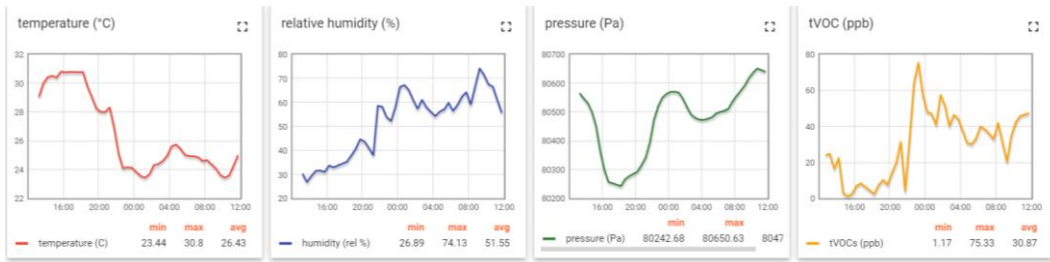 temperature (°C)
32
30
28
26
24
22
16:00 20:00 00:00 04:00 08:00 12:00
min max avg
temperature (C) 23.44 30.8 26.43
relative humidity (%)
80
70
60
50
40
30
20
16:00 20:00 00:00 04:00 08:00 12:00
min max avg
humidity (rel %) 26.89 74.13 51.55
pressure (Pa)
80700
80600
80500
80400
80300
80200
16:00 20:00 00:00 04:00 08:00 12:00
min max
pressure (Pa) 80242.68 80650.63 8047
tVOC (ppb)
80
60
40
20
0
16:00 20:00 00:00 04:00 08:00 12:00
min max avg
tVOCs (ppb) 1.17 75.33 30.87